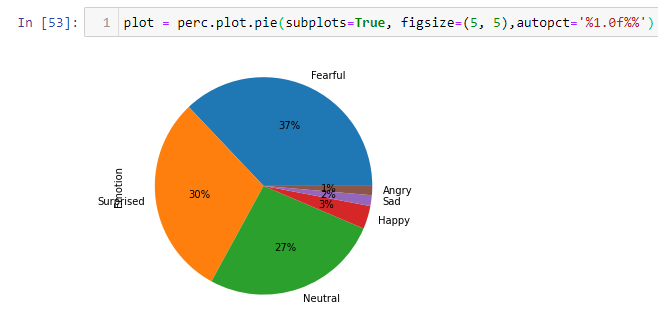 In [53]: 1 plot = perc.plot.pie(subplots=True, figsize=(5, 5),autopct='%1.0f%%')
Fearful
37%
1%
Angry
2%
Sad
3%
Happy
Emotion
Surprised
30%
27%
Neutral